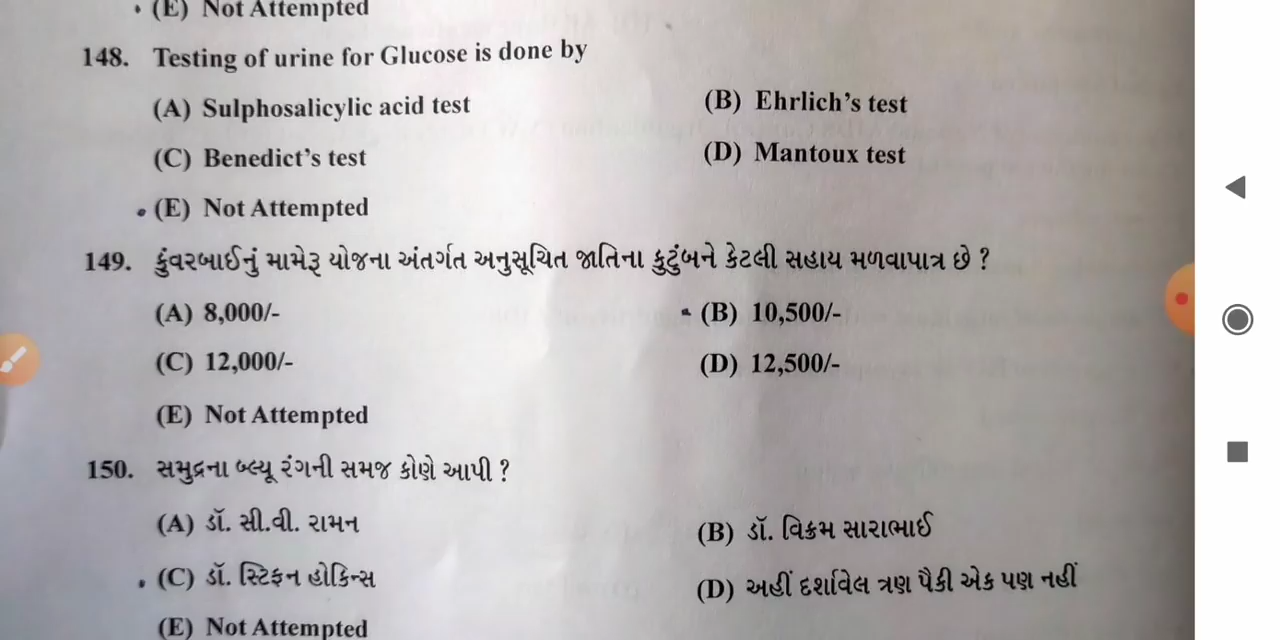 (E) Not Attempted
148. Testing of urine for Glucose is done by
(A) Sulphosalicylic acid test (B) Ehrlich's test
(C) Benedict's test (D) Mantoux test
(E) Not Attempted
149. કુંવરબાઈનું મામેરૂ યોજના અંતર્ગત અનુસૂચિત જાતિના કુટુંબને કેટલી સહાય મળવાપાત્ર છે ?
(A) 8,000/- (B) 10,500/-
(C) 12,000/- (D) 12,500/-
(E) Not Attempted
150. સમુદ્રના બ્લ્યૂ રંગની સમજ કોણે આપી ?
(A) ડૉ. સી.વી. રામન (B) ડૉ. વિક્રમ સારાભાઈ
(C) ડૉ. સ્ટિફન હોકિન્સ (D) અહીં દર્શાવેલ ત્રણ પૈકી એક પણ નહીં
(E) Not Attempted